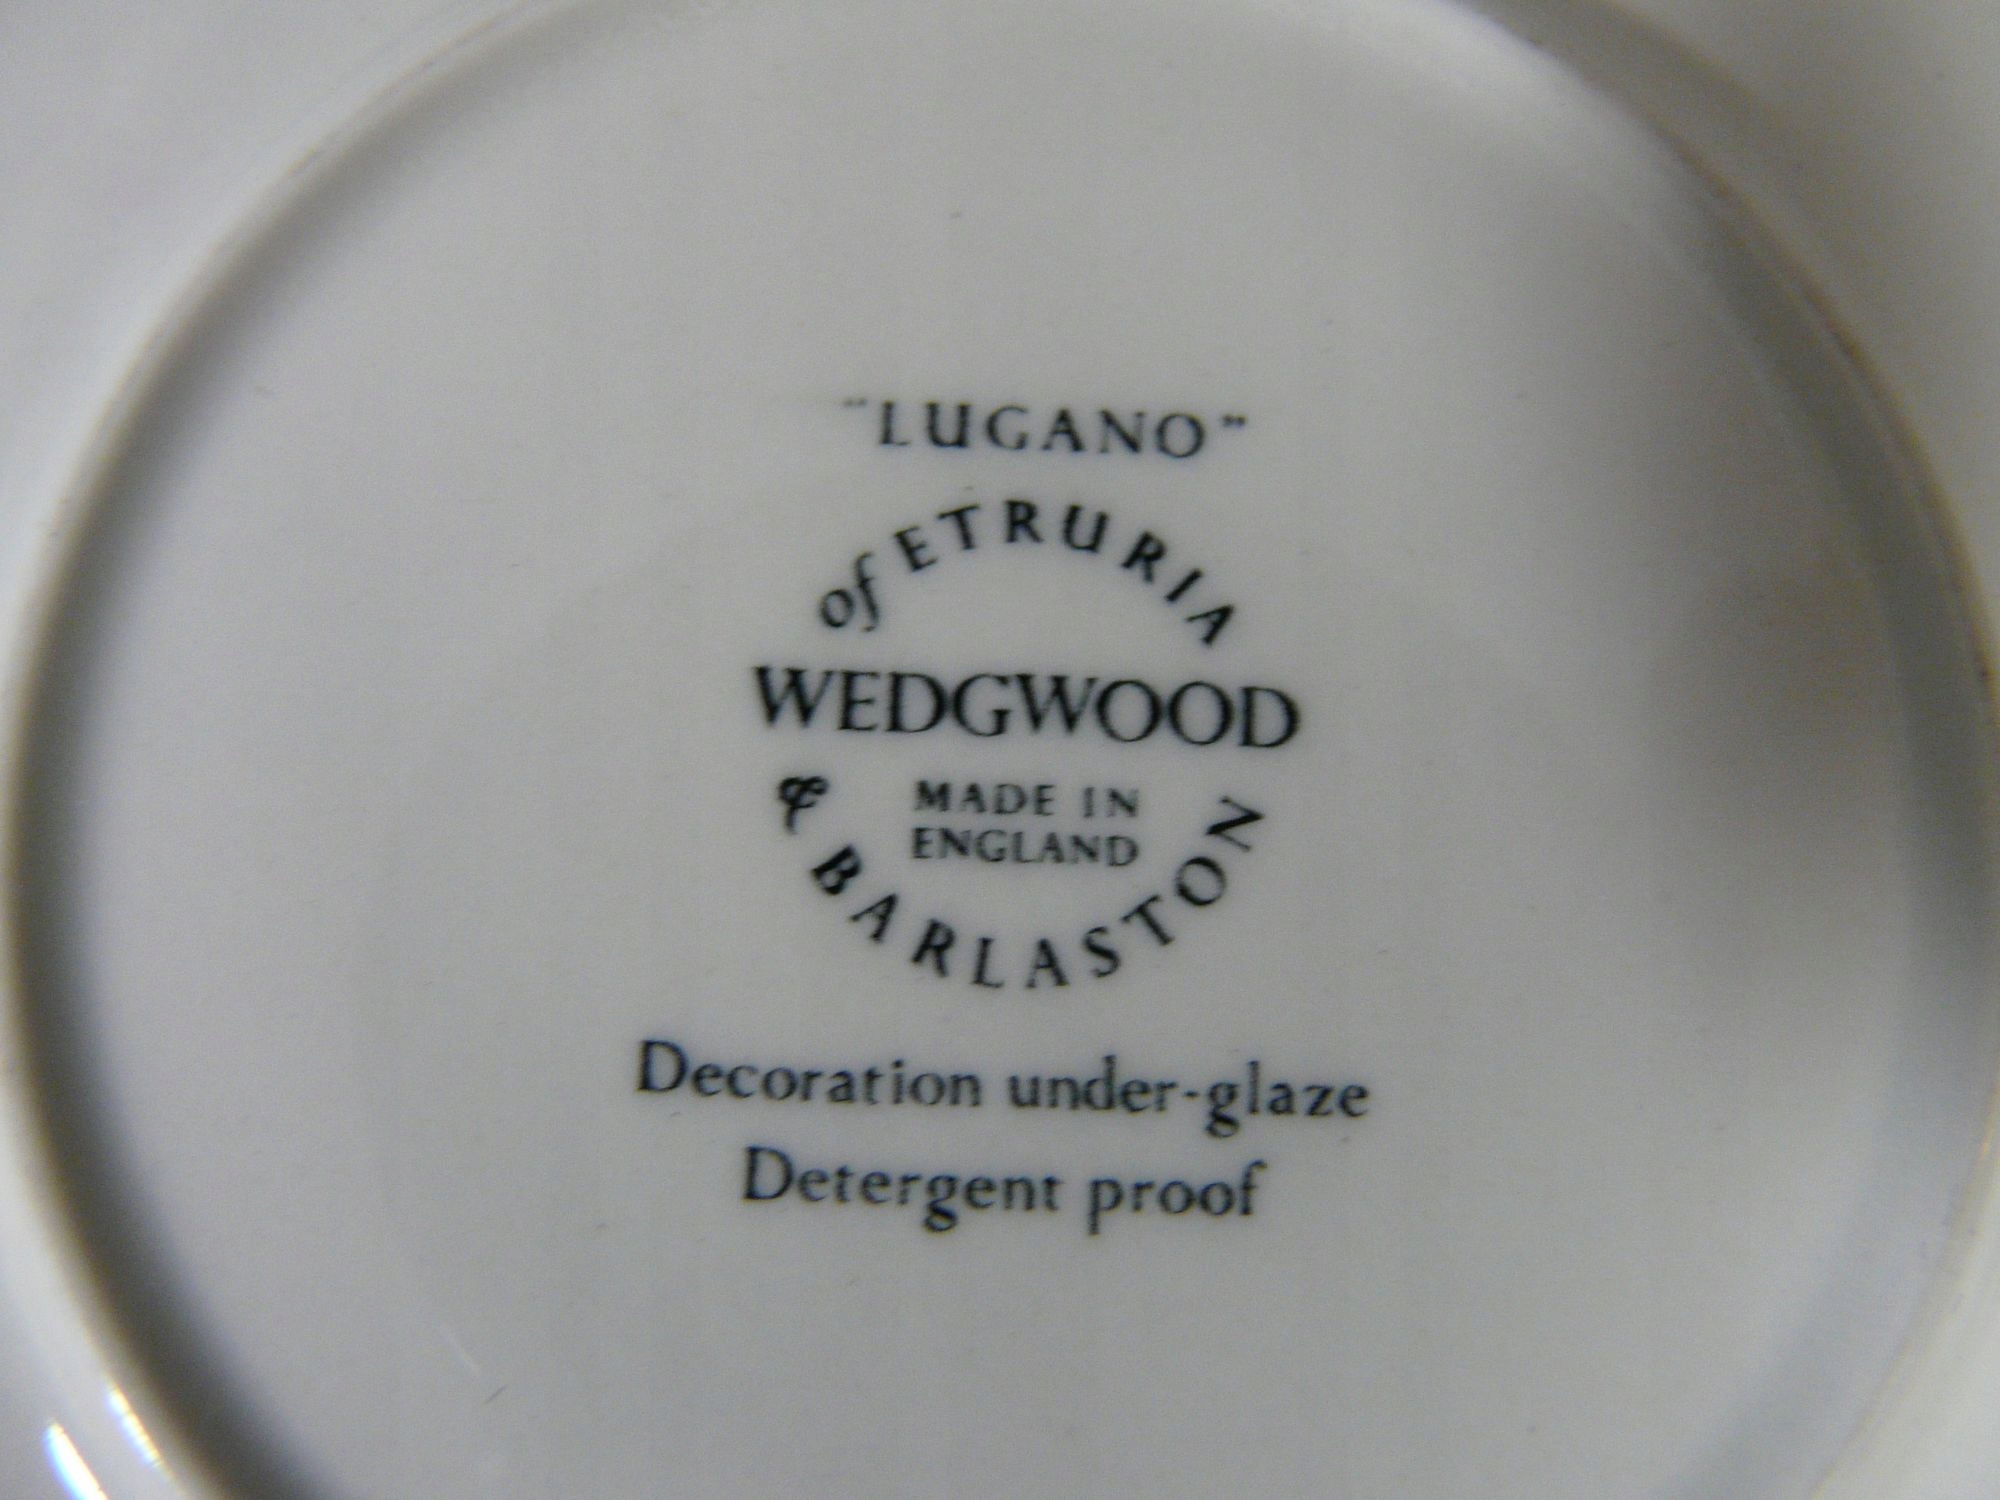 "LUGANO"
of ETRURIA
WEDGWOOD
MADE IN
ENGLAND
& BARLASTON
Decoration under-glaze
Detergent proof